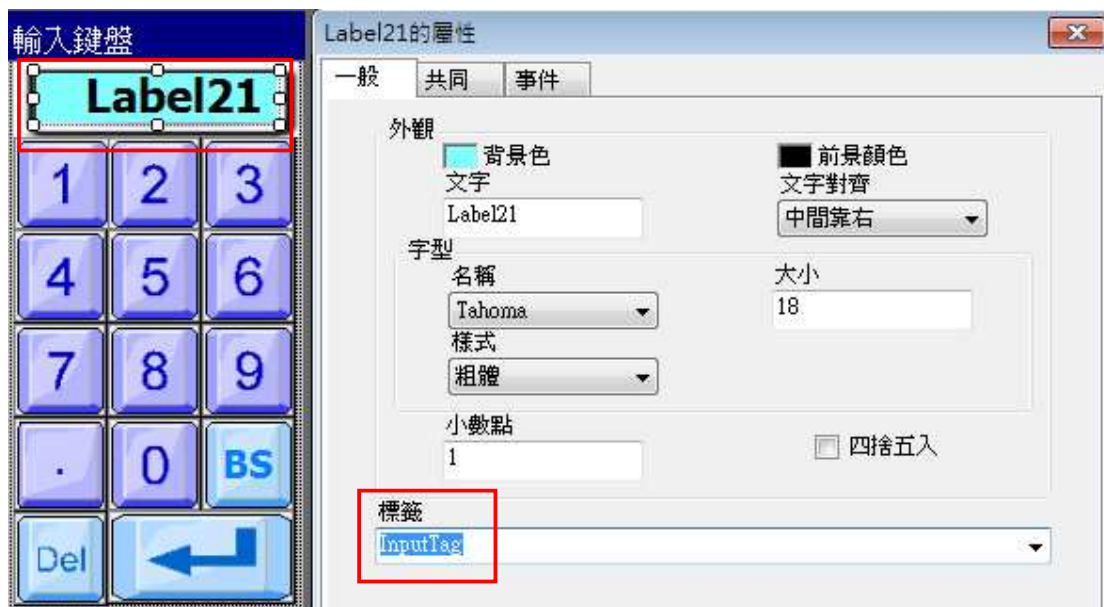 輸入鍵盤
Label21
1 2 3
4 5 6
7 8 9
. 0 BS
Del
Label21的屬性
一般 共同 事件
外觀
背景色 前景顏色
文字 文字對齊
Label21 中間靠右
字型
名稱 大小
Tahoma 18
樣式
粗體
小數點
1 四捨五入
標籤
InputTag